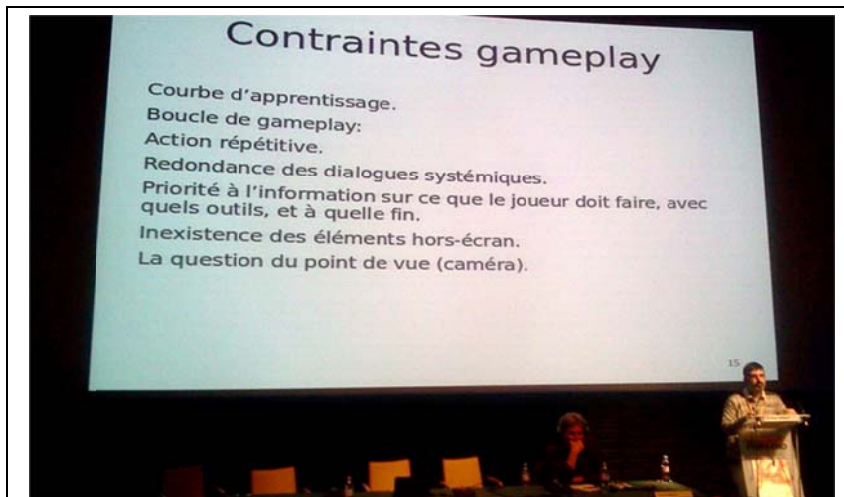 Contraintes gameplay
Courbe d'apprentissage.
Boucle de gameplay:
Action répétitive.
Redondance des dialogues systémiques.
Priorité à l'information sur ce que le joueur doit faire, avec
quels outils, et à quelle fin.
Inexistence des éléments hors-écran.
La question du point de vue (caméra).
15